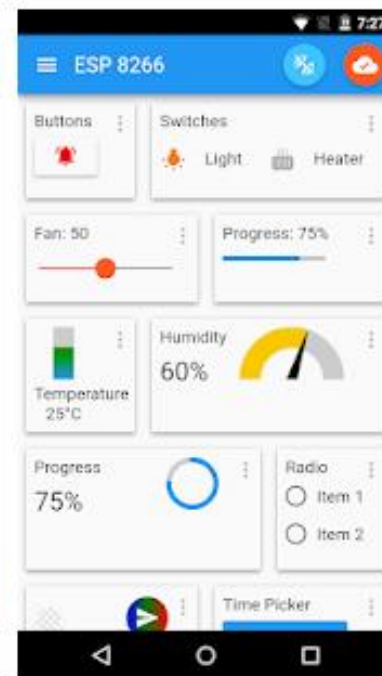 7:27
ESP 8266
Buttons
Switches
Light
Heater
Fan: 50
Progress: 75%
Temperature
25°C
Humidity
60%
Progress
75%
Radio
Item 1
Item 2
Time Picker